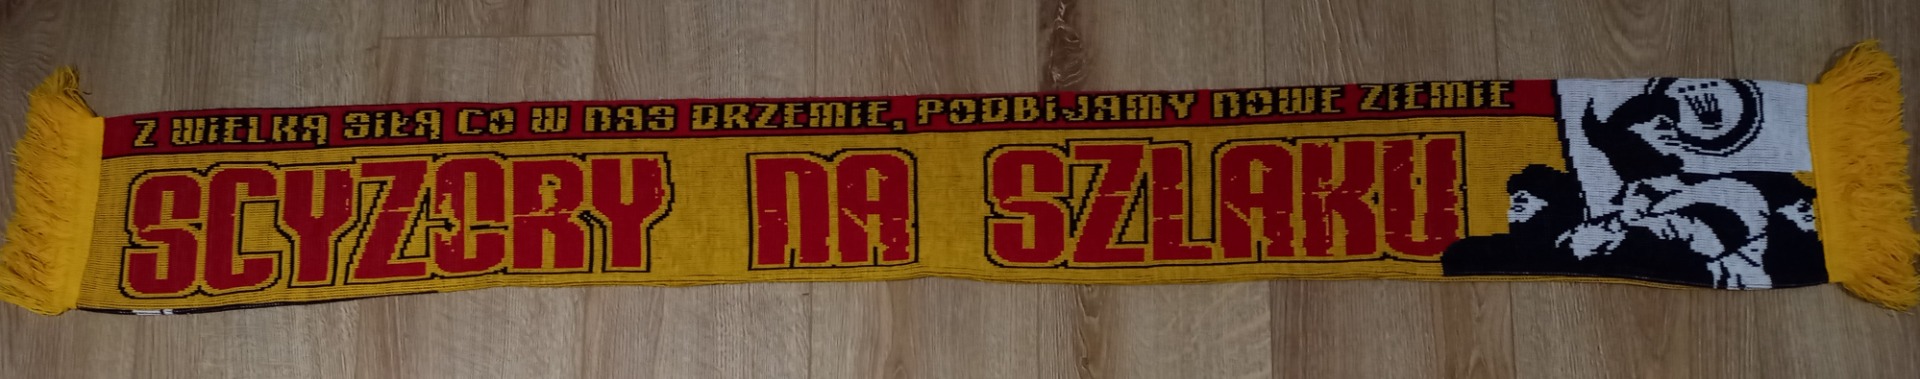 Z WIELKĄ SIŁĄ CO W NAS DRZEMIE, PODBIJAMY NOWE ZIEMIE
SCYZORY NA SZLAKU